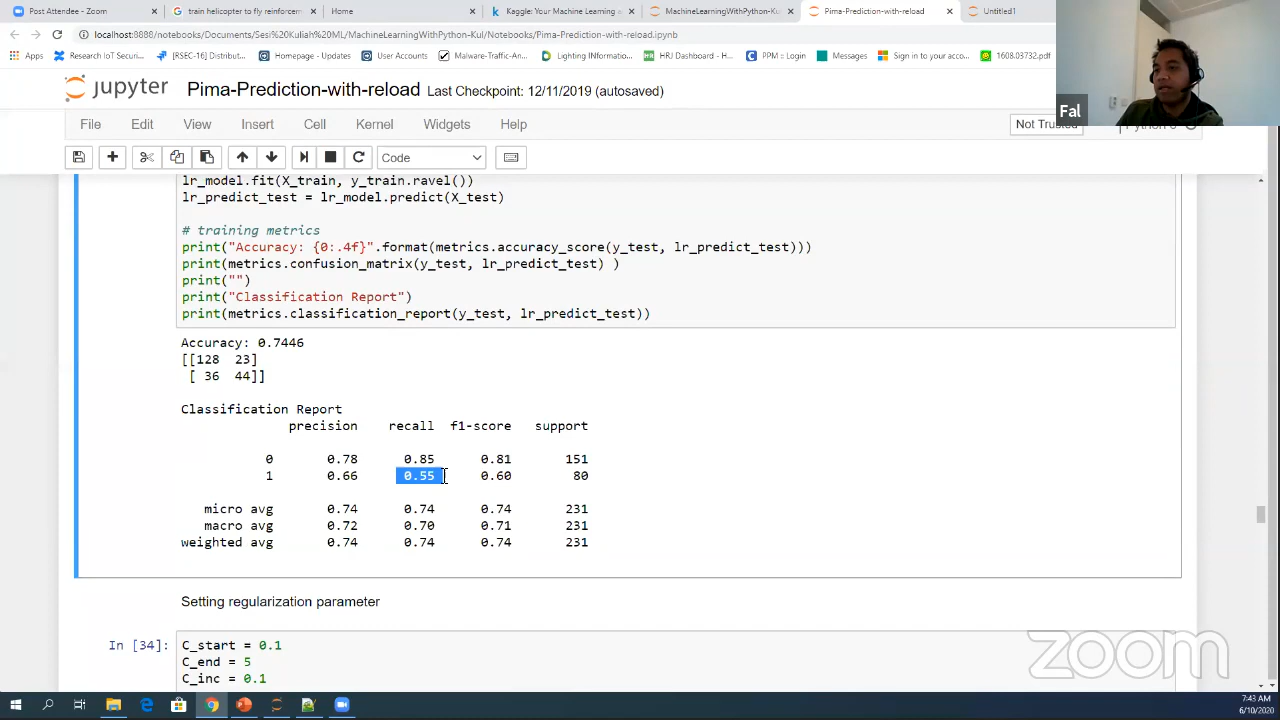 Post Attendee - Zoom
train helicopter to fly reinforcem
Home
Kaggle: Your Machine Learning
MachineLearningWithPython-Kul
Pima-Prediction-with-reload
Untitled1
localhost:8888/notebooks/Documents/Sesi%20Kuliah%20ML/MachineLearningWithPython-Kul/Notebooks/Pima-Prediction-with-reload.ipynb
Apps
Research IoT Securi...
[RSEC-16] Distribut...
Homepage - Updates
User Accounts
Malware-Traffic-An...
Lighting INformatio...
HRJ Dashboard - H...
PPM :: Login
Messages
Sign in to your acco...
1608.03732.pdf
jupyter Pima-Prediction-with-reload Last Checkpoint: 12/11/2019 (autosaved)
Fal
File Edit View Insert Cell Kernel Widgets Help
Not Trusted
Code
lr_model.fit(X_train, y_train.ravel())
lr_predict_test = lr_model.predict(X_test)
# training metrics
print("Accuracy: {0:.4f}".format(metrics.accuracy_score(y_test, lr_predict_test)))
print(metrics.confusion_matrix(y_test, lr_predict_test) )
print("")
print("Classification Report")
print(metrics.classification_report(y_test, lr_predict_test))
Accuracy: 0.7446
[[128 23]
[ 36 44]]
Classification Report
precision recall f1-score support
0 0.78 0.85 0.81 151
1 0.66 0.55 0.60 80
micro avg 0.74 0.74 0.74 231
macro avg 0.72 0.70 0.71 231
weighted avg 0.74 0.74 0.74 231
Setting regularization parameter
In [34]: C_start = 0.1
C_end = 5
C_inc = 0.1
zoom
7:43 AM
6/10/2020